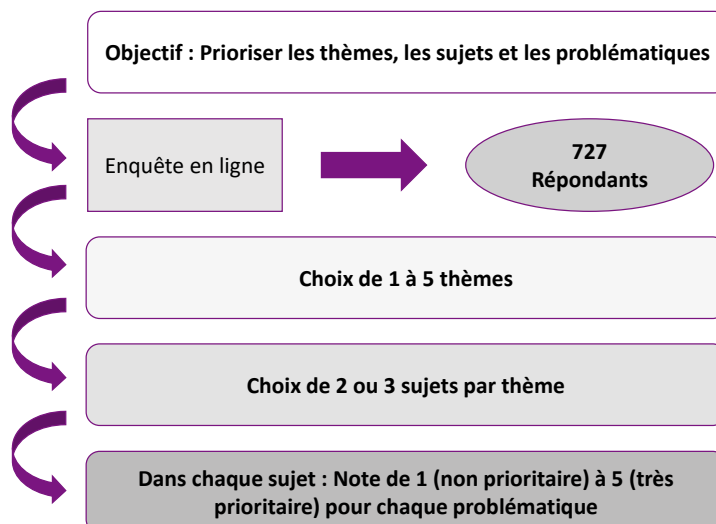 Objectif : Prioriser les thèmes, les sujets et les problématiques
Enquête en ligne
727
Répondants
Choix de 1 à 5 thèmes
Choix de 2 ou 3 sujets par thème
Dans chaque sujet : Note de 1 (non prioritaire) à 5 (très
prioritaire) pour chaque problématique